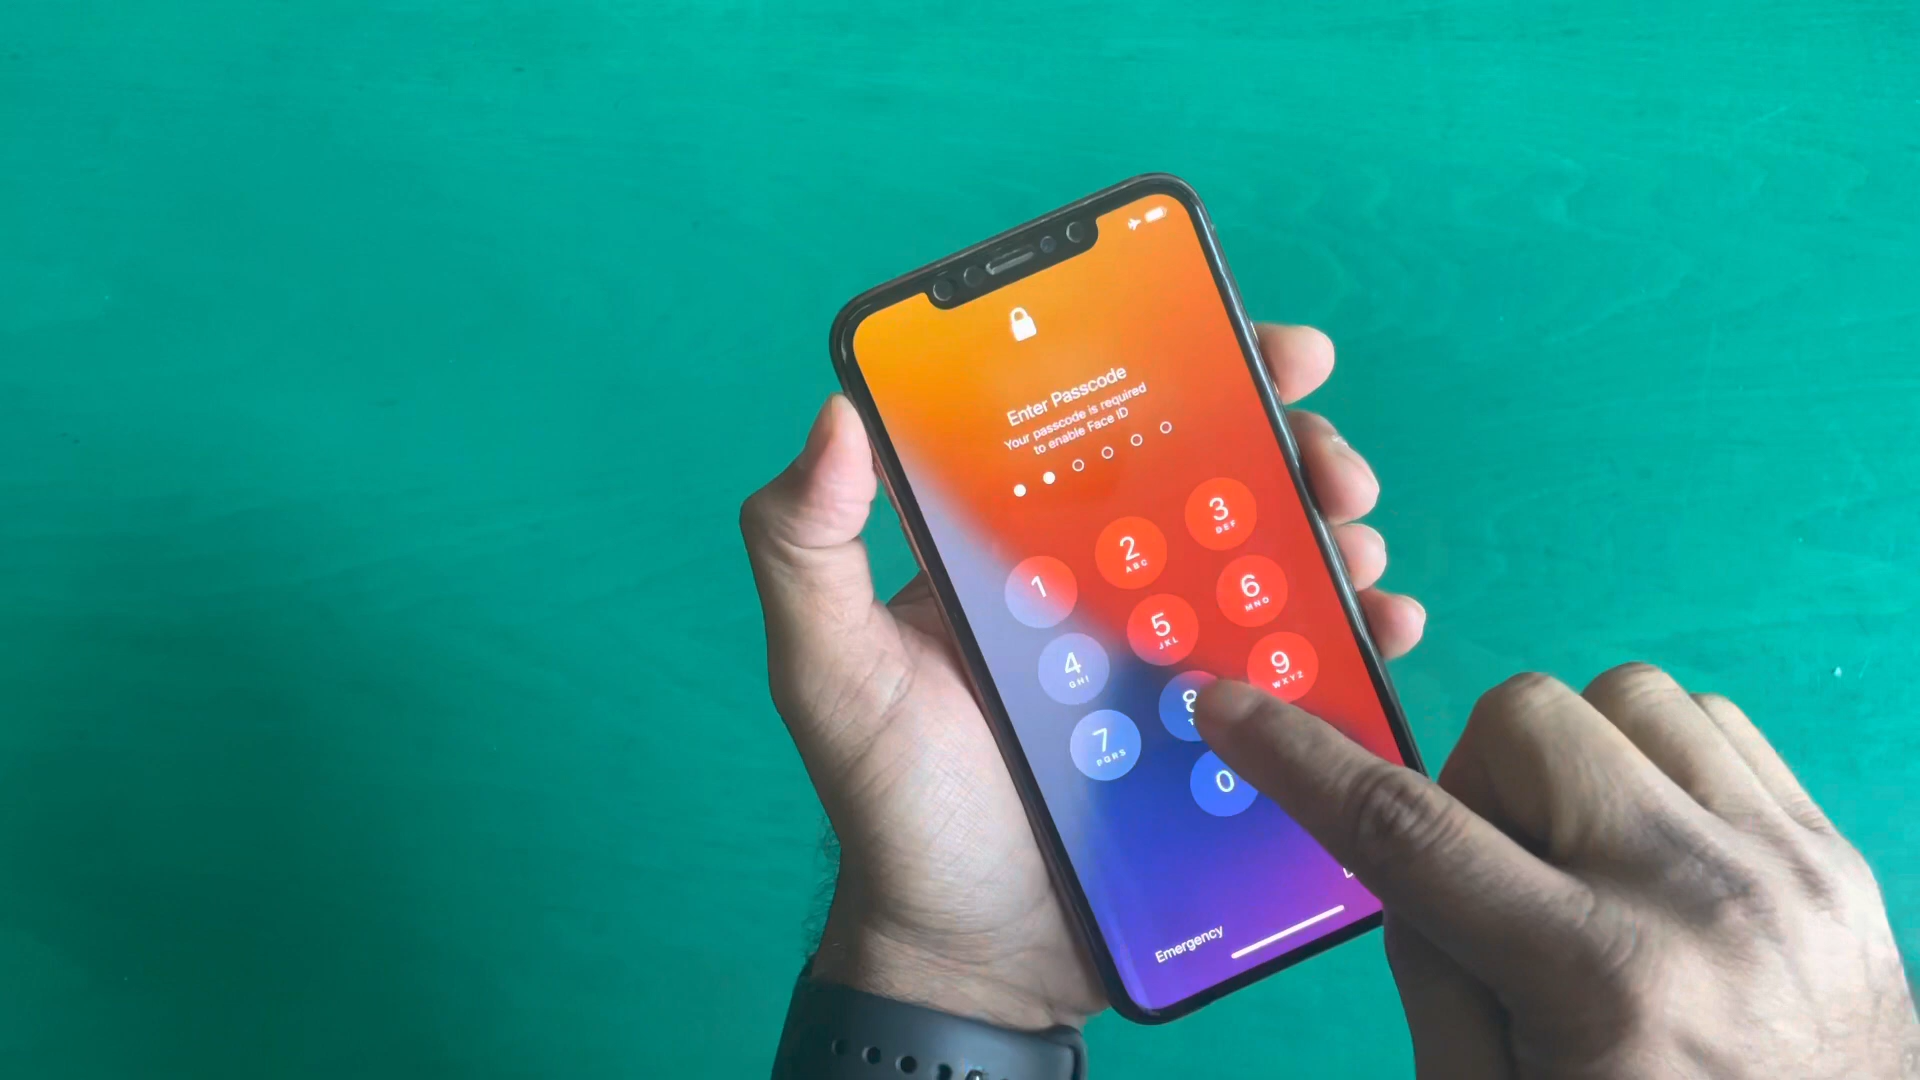 Enter Passcode
Your passcode is required
to enable Face ID
1
2
ABC
3
DEF
4
GHI
5
JKL
6
MNO
7
PQRS
8
9
WXYZ
0
Emergency